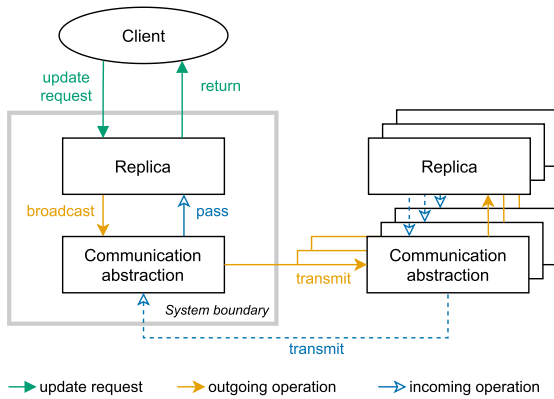 Client
update
request
return
Replica
Replica
broadcast
pass
Communication
abstraction
Communication
abstraction
transmit
System boundary
transmit
update request
outgoing operation
incoming operation